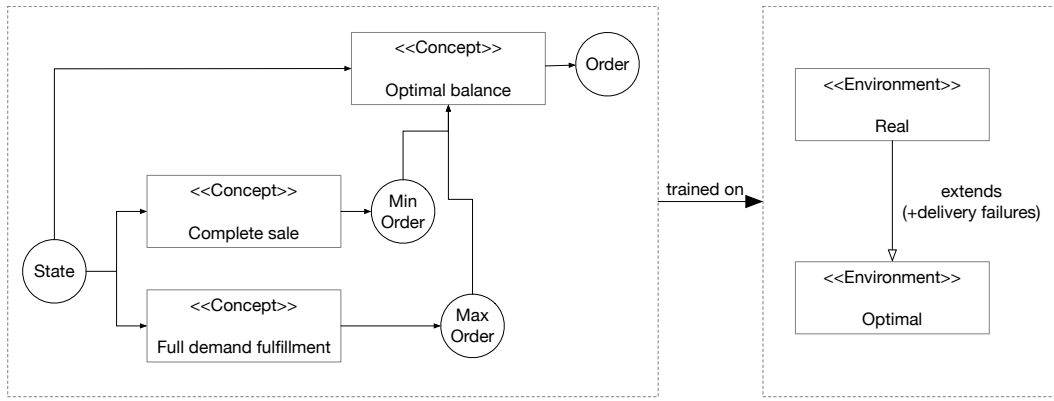 <<Concept>>
Optimal balance
Order
<<Concept>>
Complete sale
Min
Order
State
<<Concept>>
Full demand fulfillment
Max
Order
trained on
<<Environment>>
Real
extends
(+delivery failures)
<<Environment>>
Optimal